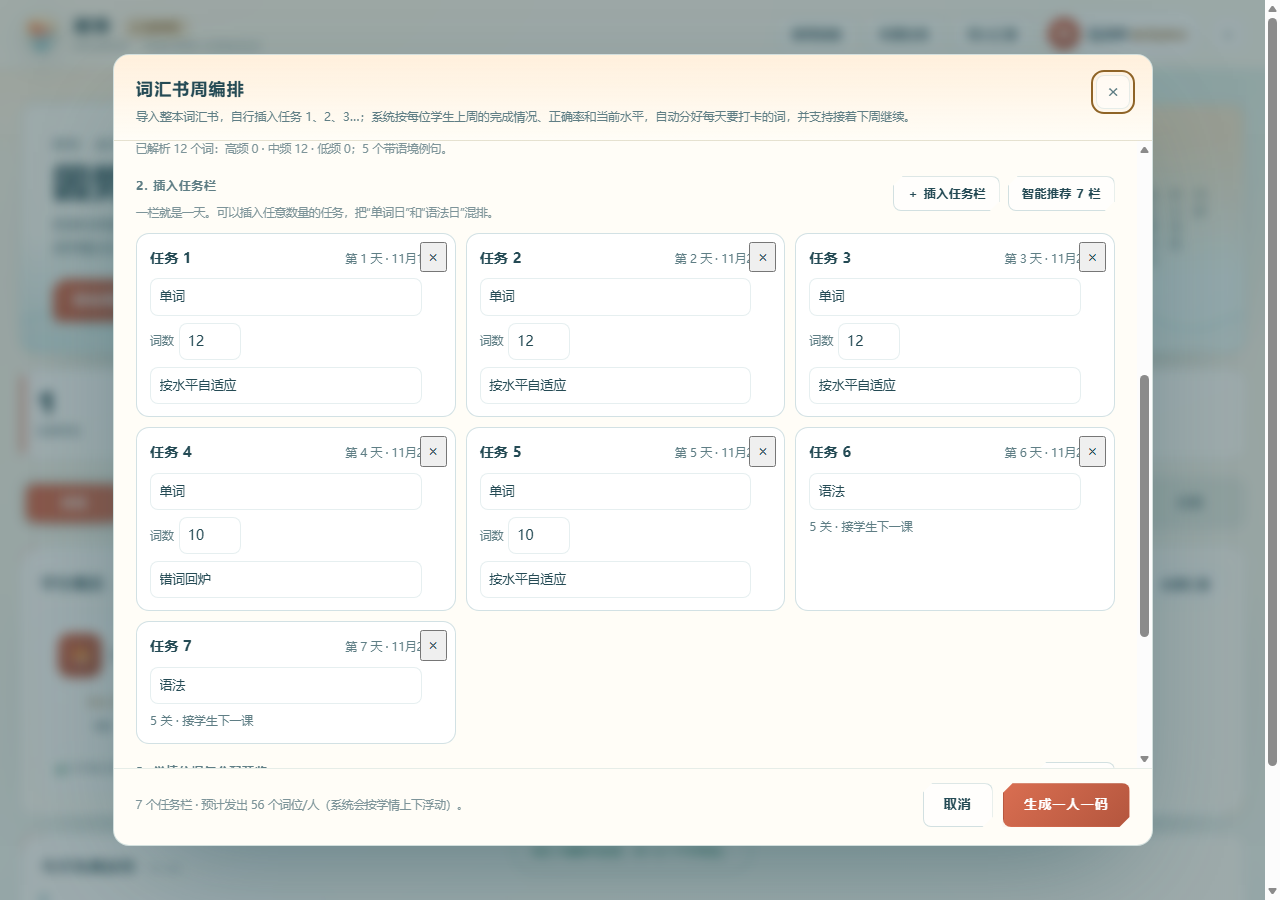 词汇书周编排
导入整本词汇书，自行插入任务 1、2、3...；系统按每位学生上周的完成情况、正确率和当前水平，自动分好每天要打卡的词，并支持接着下周继续。
×
已解析 12 个词：高频 0 · 中频 12 · 低频 0；5 个带语境例句。
2. 插入任务栏
一栏就是一天。可以插入任意数量的任务，把“单词日”和“语法日”混排。
+ 插入任务栏
智能推荐 7 栏
任务 1 第 1 天 · 11月 ×
单词
词数 12
按水平自适应
任务 2 第 2 天 · 11月2 ×
单词
词数 12
按水平自适应
任务 3 第 3 天 · 11月2 ×
单词
词数 12
按水平自适应
任务 4 第 4 天 · 11月2 ×
单词
词数 10
错词回炉
任务 5 第 5 天 · 11月2 ×
单词
词数 10
按水平自适应
任务 6 第 6 天 · 11月2 ×
语法
5 关 · 接学生下一课
任务 7 第 7 天 · 11月2 ×
语法
5 关 · 接学生下一课
7 个任务栏 · 预计发出 56 个词位/人（系统会按学情上下浮动）。
取消
生成一人一码